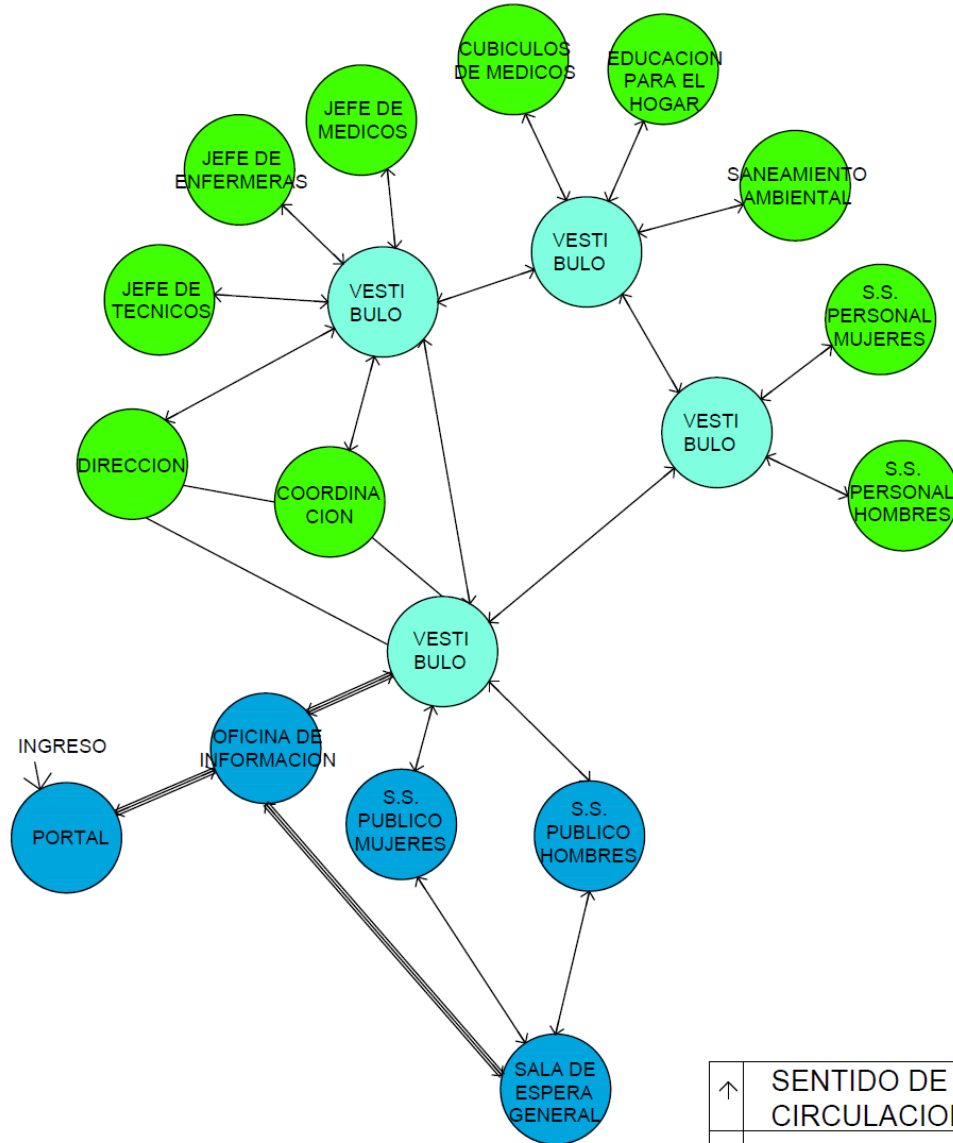 CUBICULOS
DE MEDICOS
EDUCACION
PARA EL
HOGAR
JEFE DE
MEDICOS
JEFE DE
ENFERMERAS
SANEAMIENTO
AMBIENTAL
VESTI
BULO
VESTI
BULO
JEFE DE
TECNICOS
S.S.
PERSONAL
MUJERES
VESTI
BULO
DIRECCION
COORDINA
CION
S.S.
PERSONAL
HOMBRES
VESTI
BULO
OFICINA DE
INFORMACION
INGRESO
PORTAL
S.S.
PUBLICO
MUJERES
S.S.
PUBLICO
HOMBRES
SALA DE
ESPERA
GENERAL
SENTIDO DE
CIRCULACION